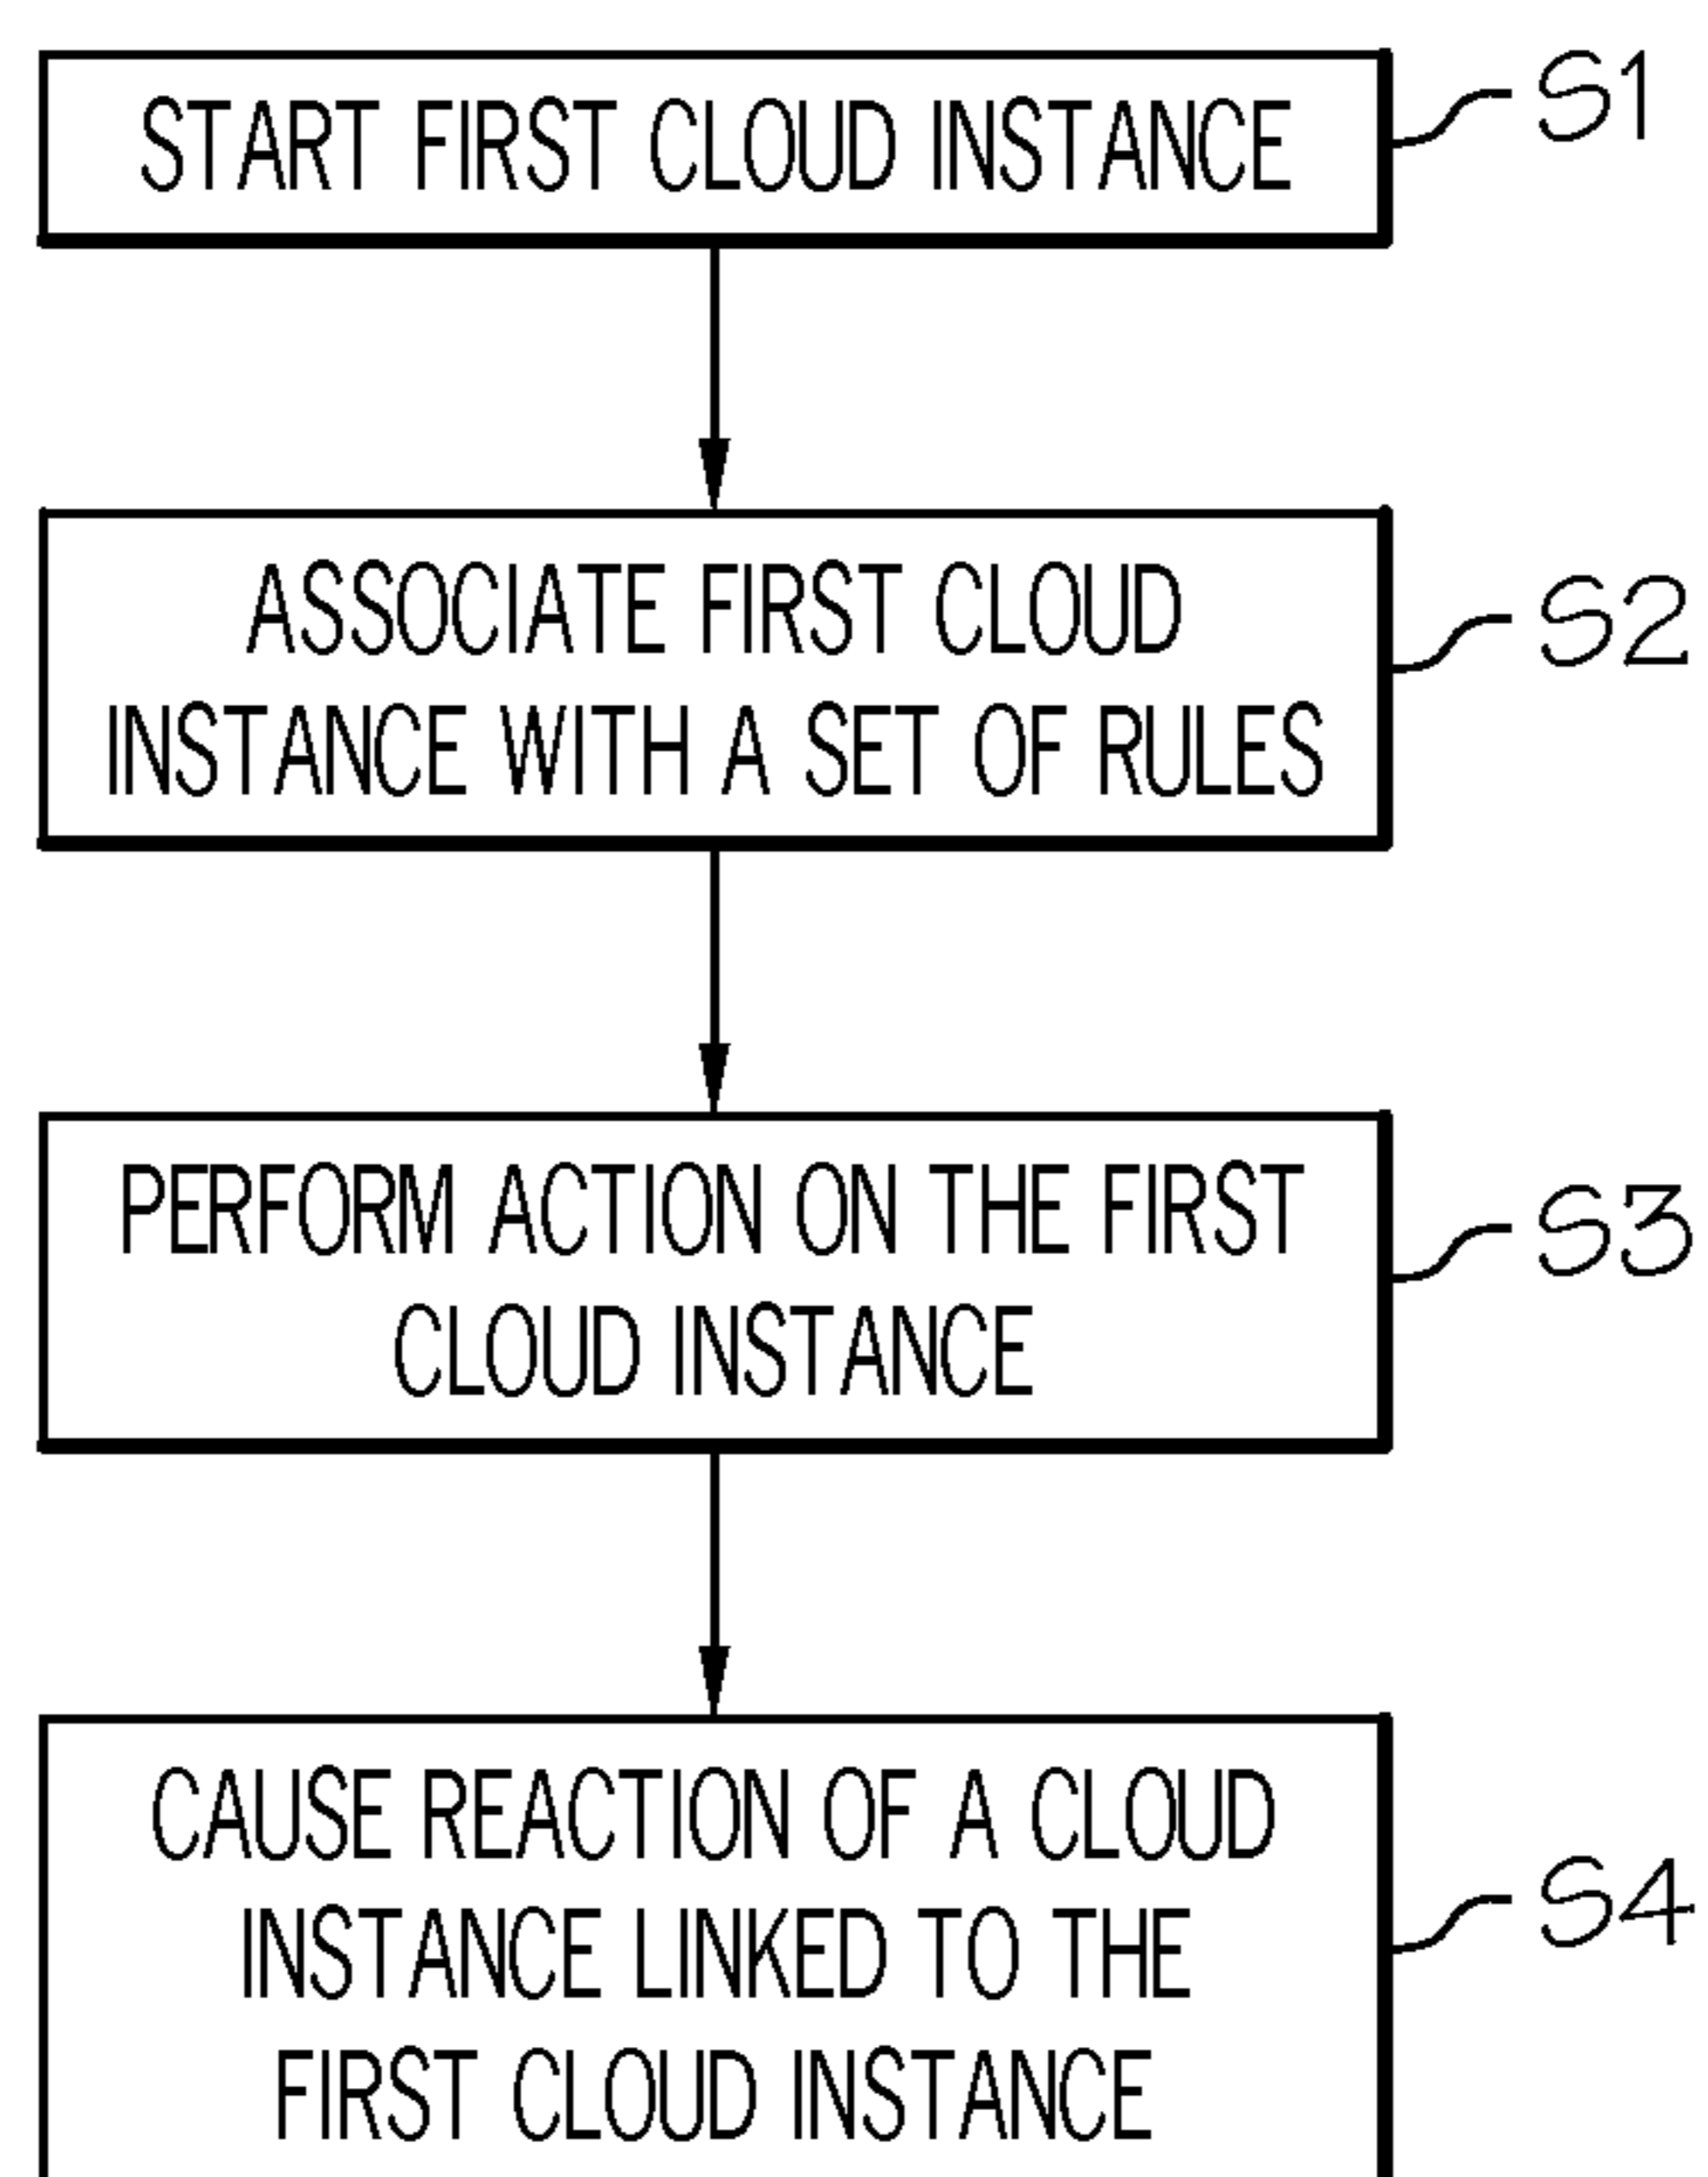 START FIRST CLOUD INSTANCE
S1
ASSOCIATE FIRST CLOUD
INSTANCE WITH A SET OF RULES
S2
PERFORM ACTION ON THE FIRST
CLOUD INSTANCE
S3
CAUSE REACTION OF A CLOUD
INSTANCE LINKED TO THE
FIRST CLOUD INSTANCE
S4